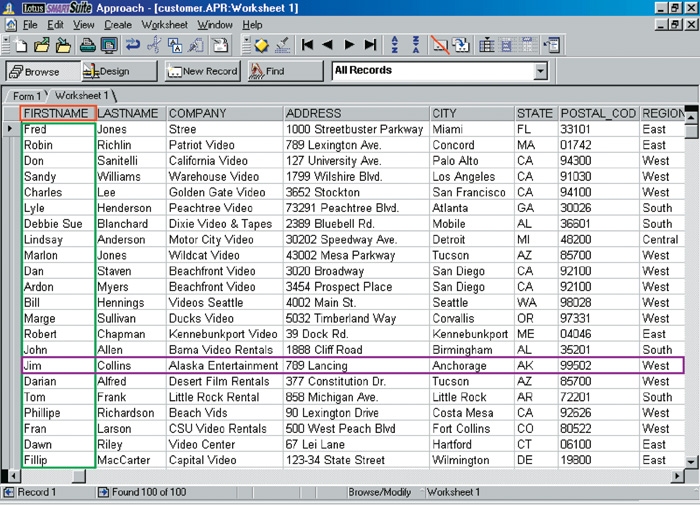 Lotus SMARTSuite Approach - [customer.APR:Worksheet 1]
File Edit View Create Worksheet Window Help
Browse Design New Record Find All Records
Form 1 Worksheet 1
FIRSTNAME LASTNAME COMPANY ADDRESS CITY STATE POSTAL_COD REGION
Fred Jones Stree 1000 Streetbuster Parkway Miami FL 33101 East
Robin Richlin Patriot Video 789 Lexington Ave. Concord MA 01742 East
Don Sanitelli California Video 127 University Ave. Palo Alto CA 94300 West
Sandy Williams Warehouse Video 1799 Wilshire Blvd. Los Angeles CA 91030 West
Charles Lee Golden Gate Video 3652 Stockton San Francisco CA 94100 West
Lyle Henderson Peachtree Video 73291 Peachtree Blvd. Atlanta GA 30026 South
Debbie Sue Blanchard Dixie Video & Tapes 2389 Bluebell Rd. Mobile AL 36601 South
Lindsay Anderson Motor City Video 30202 Speedway Ave. Detroit MI 48200 Central
Marlon Jones Wildcat Video 43002 Mesa Parkway Tucson AZ 85700 West
Dan Staven Beachfront Video 3020 Broadway San Diego CA 92100 West
Ardon Myers Beachfront Video 3454 Prospect Place San Diego CA 92100 West
Bill Hennings Videos Seattle 4002 Main St. Seattle WA 98028 West
Marge Sullivan Ducks Video 5032 Timberland Way Corvallis OR 97331 West
Robert Chapman Kennebunkport Video 39 Dock Rd. Kennebunkport ME 04046 East
John Allen Bama Video Rentals 1888 Cliff Road Birmingham AL 35201 South
Jim Collins Alaska Entertainment 789 Lancing Anchorage AK 99502 West
Darian Alfred Desert Film Rentals 377 Constitution Dr. Tucson AZ 85700 West
Tom Frank Little Rock Rental 858 Michigan Ave. Little Rock AR 72201 South
Phillipe Richardson Beach Vids 90 Lexington Drive Costa Mesa CA 92626 West
Fran Larson CSU Video Rentals 500 West Peach Blvd Fort Collins CO 80522 West
Dawn Riley Video Center 67 Lei Lane Hartford CT 06100 East
Fillip MacCarter Capital Video 123-34 State Street Wilmington DE 19800 East
Record 1 Found 100 of 100 Browse/Modify Worksheet 1